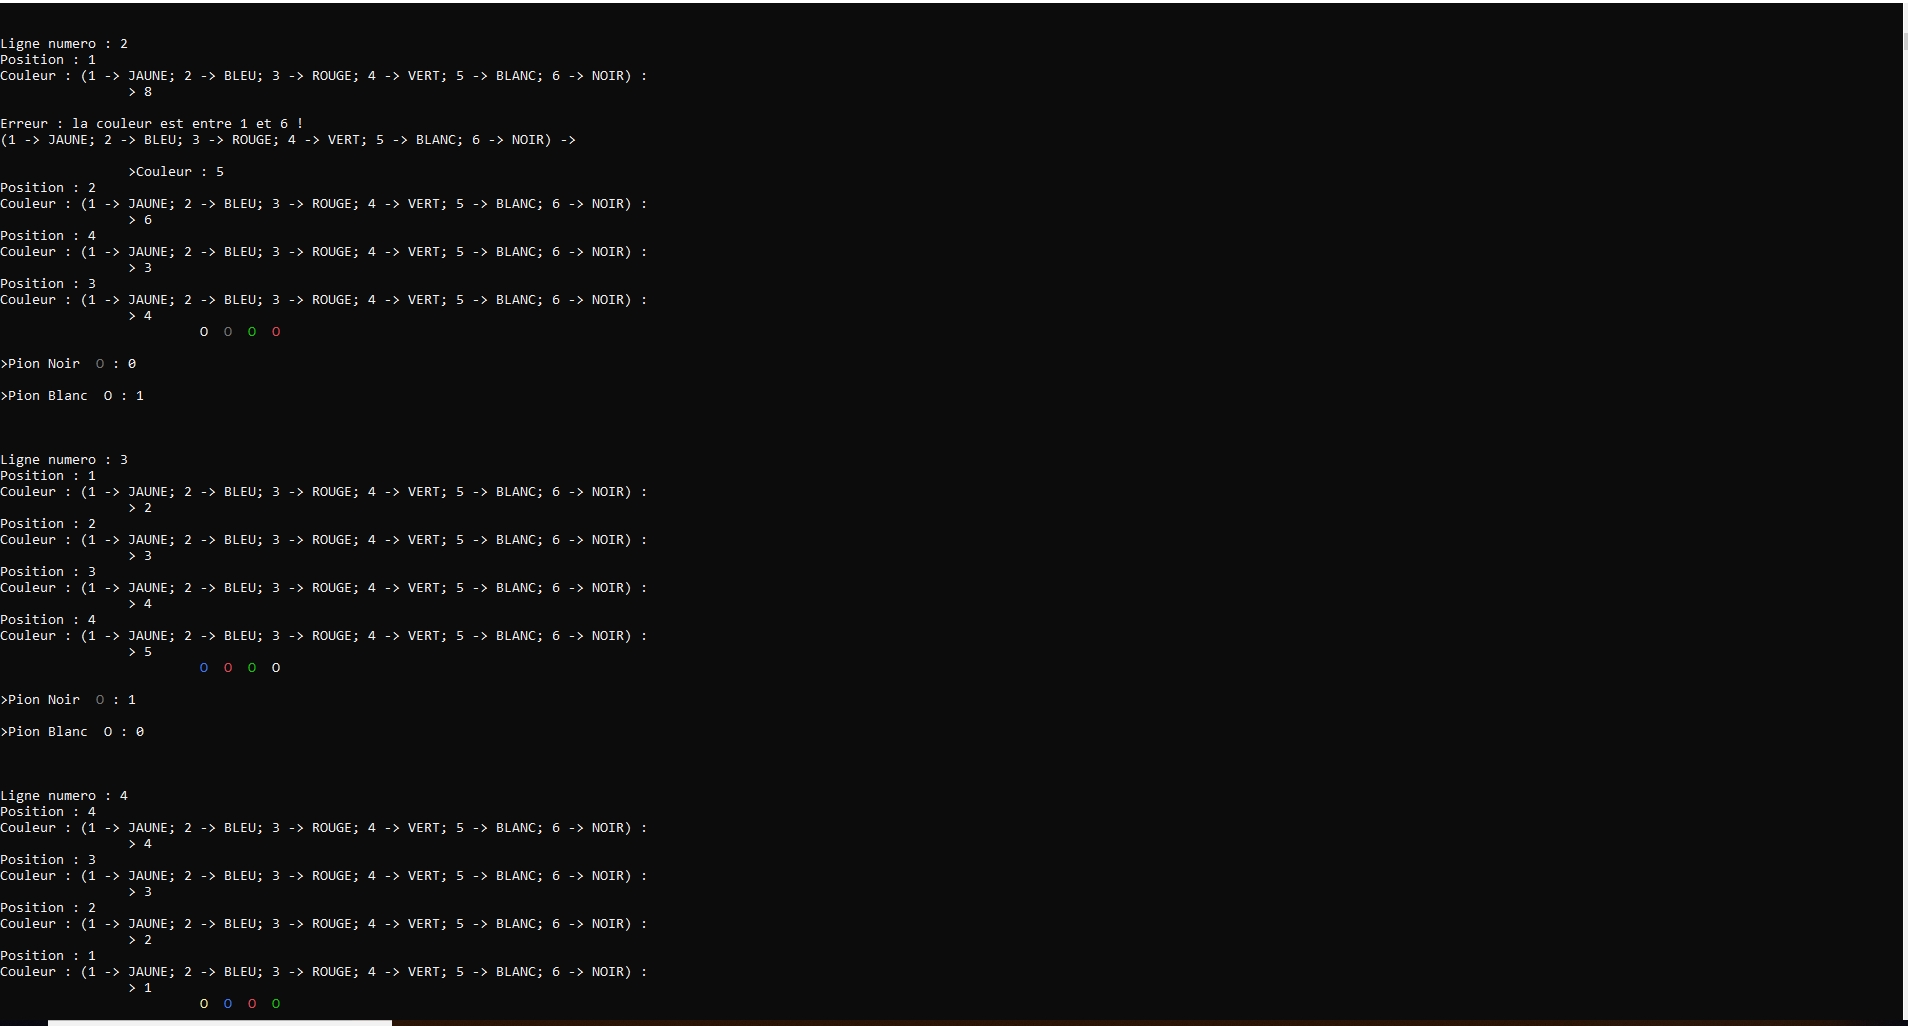 Ligne numero : 2
Position : 1
Couleur : (1 -> JAUNE; 2 -> BLEU; 3 -> ROUGE; 4 -> VERT; 5 -> BLANC; 6 -> NOIR) :
> 8
Erreur : la couleur est entre 1 et 6 !
(1 -> JAUNE; 2 -> BLEU; 3 -> ROUGE; 4 -> VERT; 5 -> BLANC; 6 -> NOIR) ->
>Couleur : 5
Position : 2
Couleur : (1 -> JAUNE; 2 -> BLEU; 3 -> ROUGE; 4 -> VERT; 5 -> BLANC; 6 -> NOIR) :
> 6
Position : 4
Couleur : (1 -> JAUNE; 2 -> BLEU; 3 -> ROUGE; 4 -> VERT; 5 -> BLANC; 6 -> NOIR) :
> 3
Position : 3
Couleur : (1 -> JAUNE; 2 -> BLEU; 3 -> ROUGE; 4 -> VERT; 5 -> BLANC; 6 -> NOIR) :
> 4
O O O O
>Pion Noir O : 0
>Pion Blanc O : 1
Ligne numero : 3
Position : 1
Couleur : (1 -> JAUNE; 2 -> BLEU; 3 -> ROUGE; 4 -> VERT; 5 -> BLANC; 6 -> NOIR) :
> 2
Position : 2
Couleur : (1 -> JAUNE; 2 -> BLEU; 3 -> ROUGE; 4 -> VERT; 5 -> BLANC; 6 -> NOIR) :
> 3
Position : 3
Couleur : (1 -> JAUNE; 2 -> BLEU; 3 -> ROUGE; 4 -> VERT; 5 -> BLANC; 6 -> NOIR) :
> 4
Position : 4
Couleur : (1 -> JAUNE; 2 -> BLEU; 3 -> ROUGE; 4 -> VERT; 5 -> BLANC; 6 -> NOIR) :
> 5
O O O O
>Pion Noir O : 1
>Pion Blanc O : 0
Ligne numero : 4
Position : 4
Couleur : (1 -> JAUNE; 2 -> BLEU; 3 -> ROUGE; 4 -> VERT; 5 -> BLANC; 6 -> NOIR) :
> 4
Position : 3
Couleur : (1 -> JAUNE; 2 -> BLEU; 3 -> ROUGE; 4 -> VERT; 5 -> BLANC; 6 -> NOIR) :
> 3
Position : 2
Couleur : (1 -> JAUNE; 2 -> BLEU; 3 -> ROUGE; 4 -> VERT; 5 -> BLANC; 6 -> NOIR) :
> 2
Position : 1
Couleur : (1 -> JAUNE; 2 -> BLEU; 3 -> ROUGE; 4 -> VERT; 5 -> BLANC; 6 -> NOIR) :
> 1
O O O O